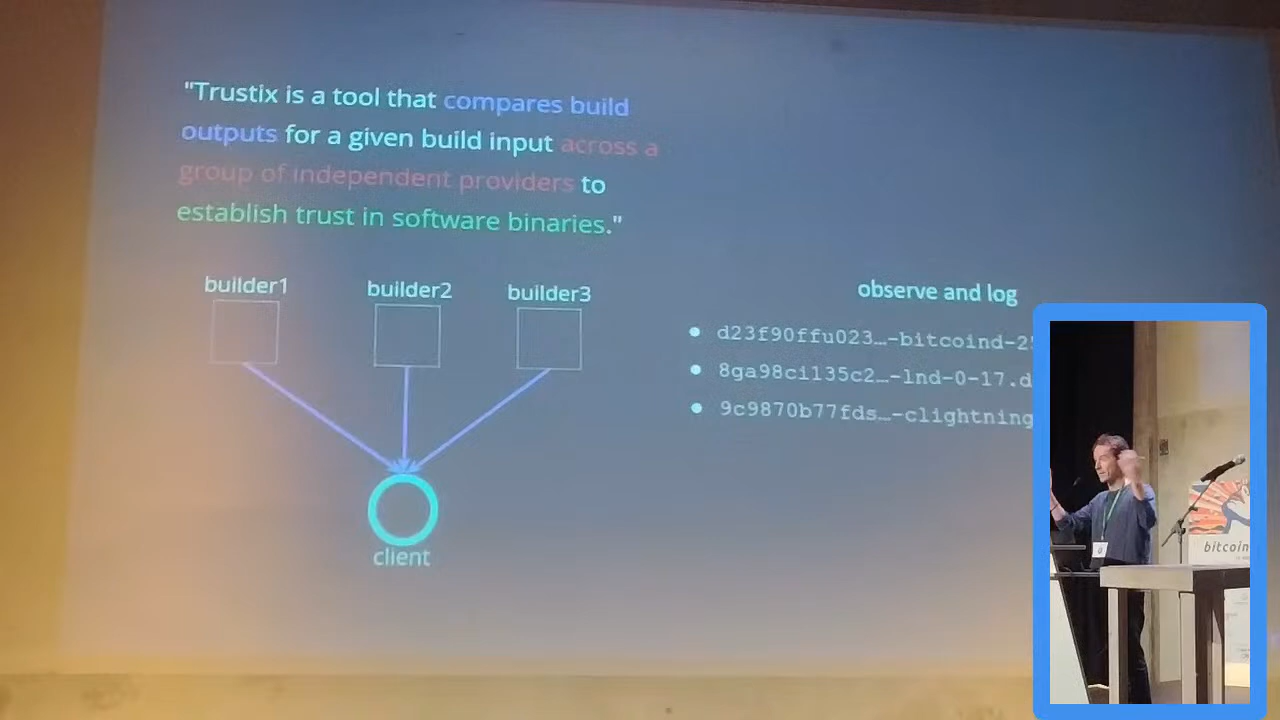 "Trustix is a tool that compares build
outputs for a given build input across a
group of independent providers to
establish trust in software binaries."
builder1
builder2
builder3
client
observe and log
d23f90ffu023…-bitcoind-2
8ga98ci135c2…-lnd-0-17.d
9c9870b77fds…-clightning
bitcoin